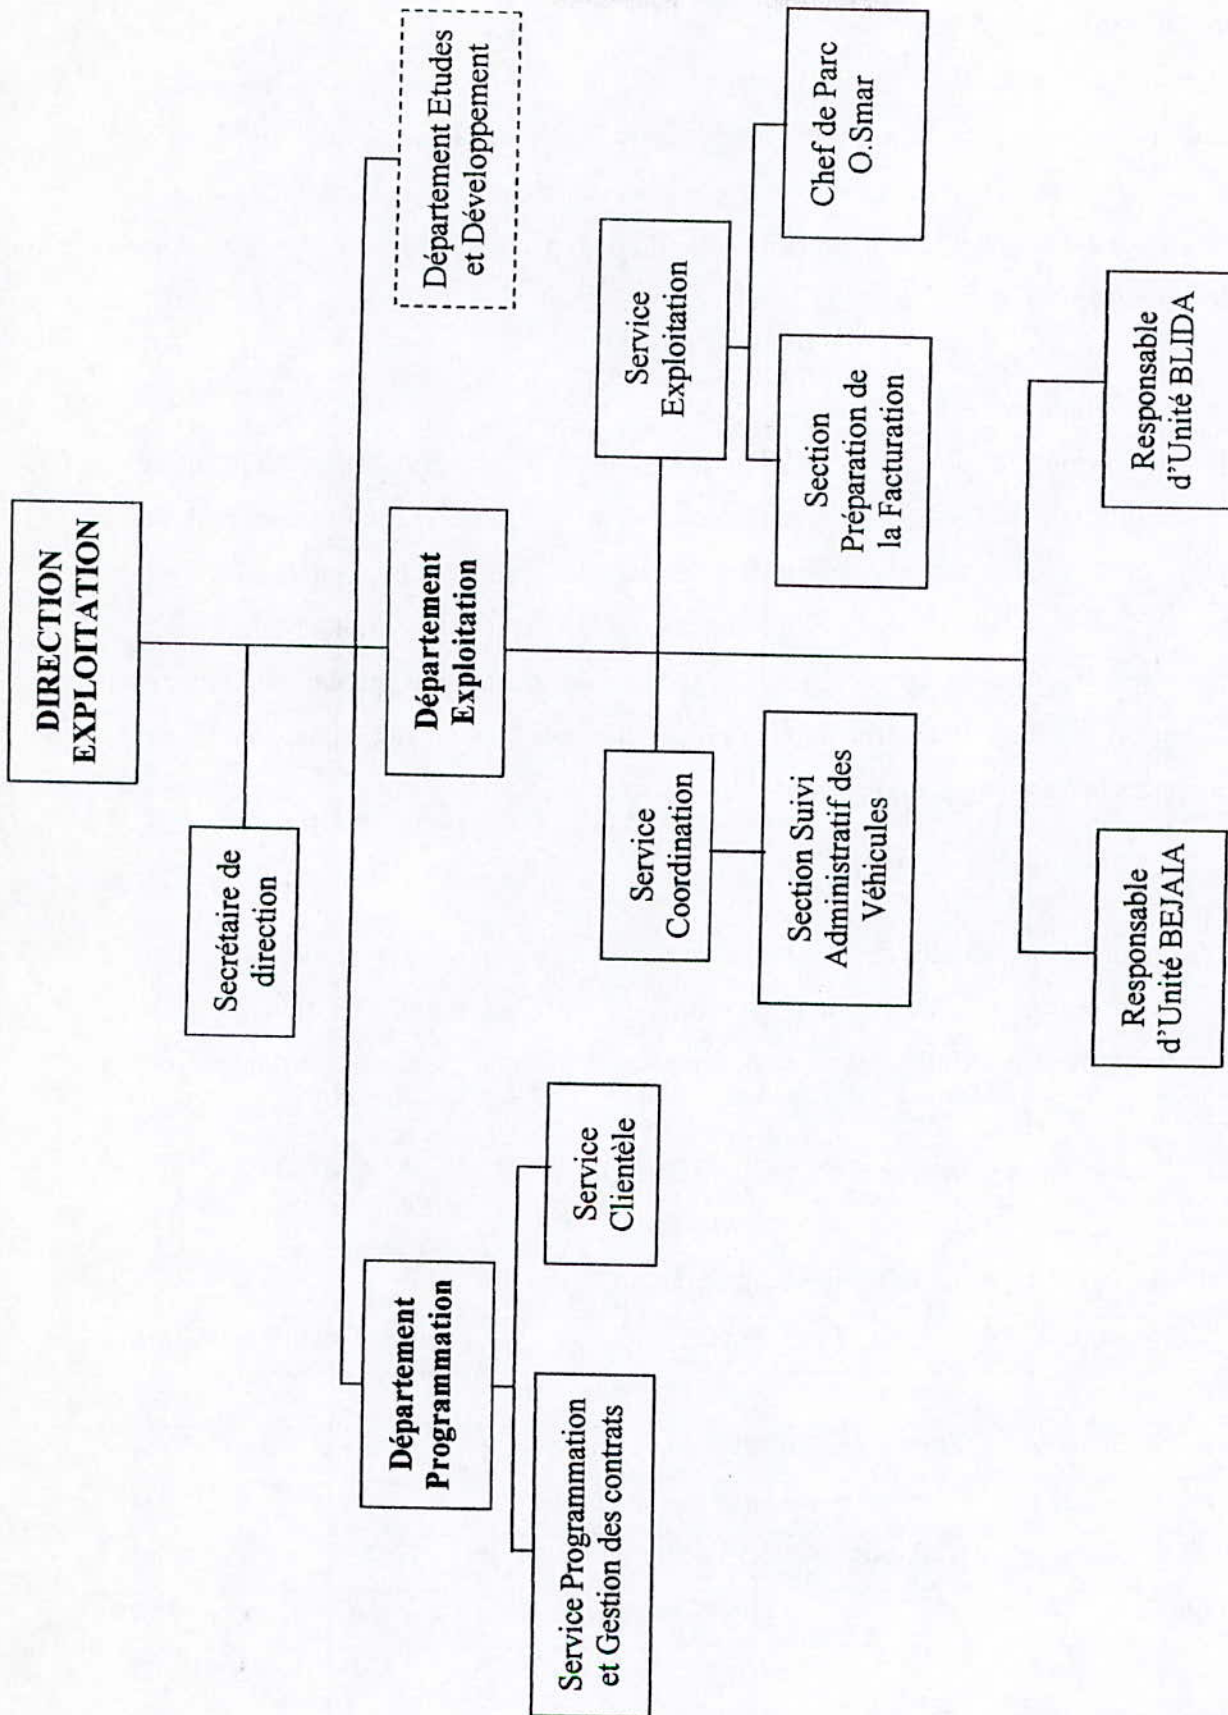 DIRECTION
EXPLOITATION
Secrétaire de
direction
Département
Programmation
Département
Exploitation
Département Etudes
et Développement
Service Programmation
et Gestion des contrats
Service
Clientèle
Service
Coordination
Service
Exploitation
Section Suivi
Administratif des
Véhicules
Section
Préparation de
la Facturation
Chef de Parc
O.Smar
Responsable
d'Unité BEJAIA
Responsable
d'Unité BLIDA